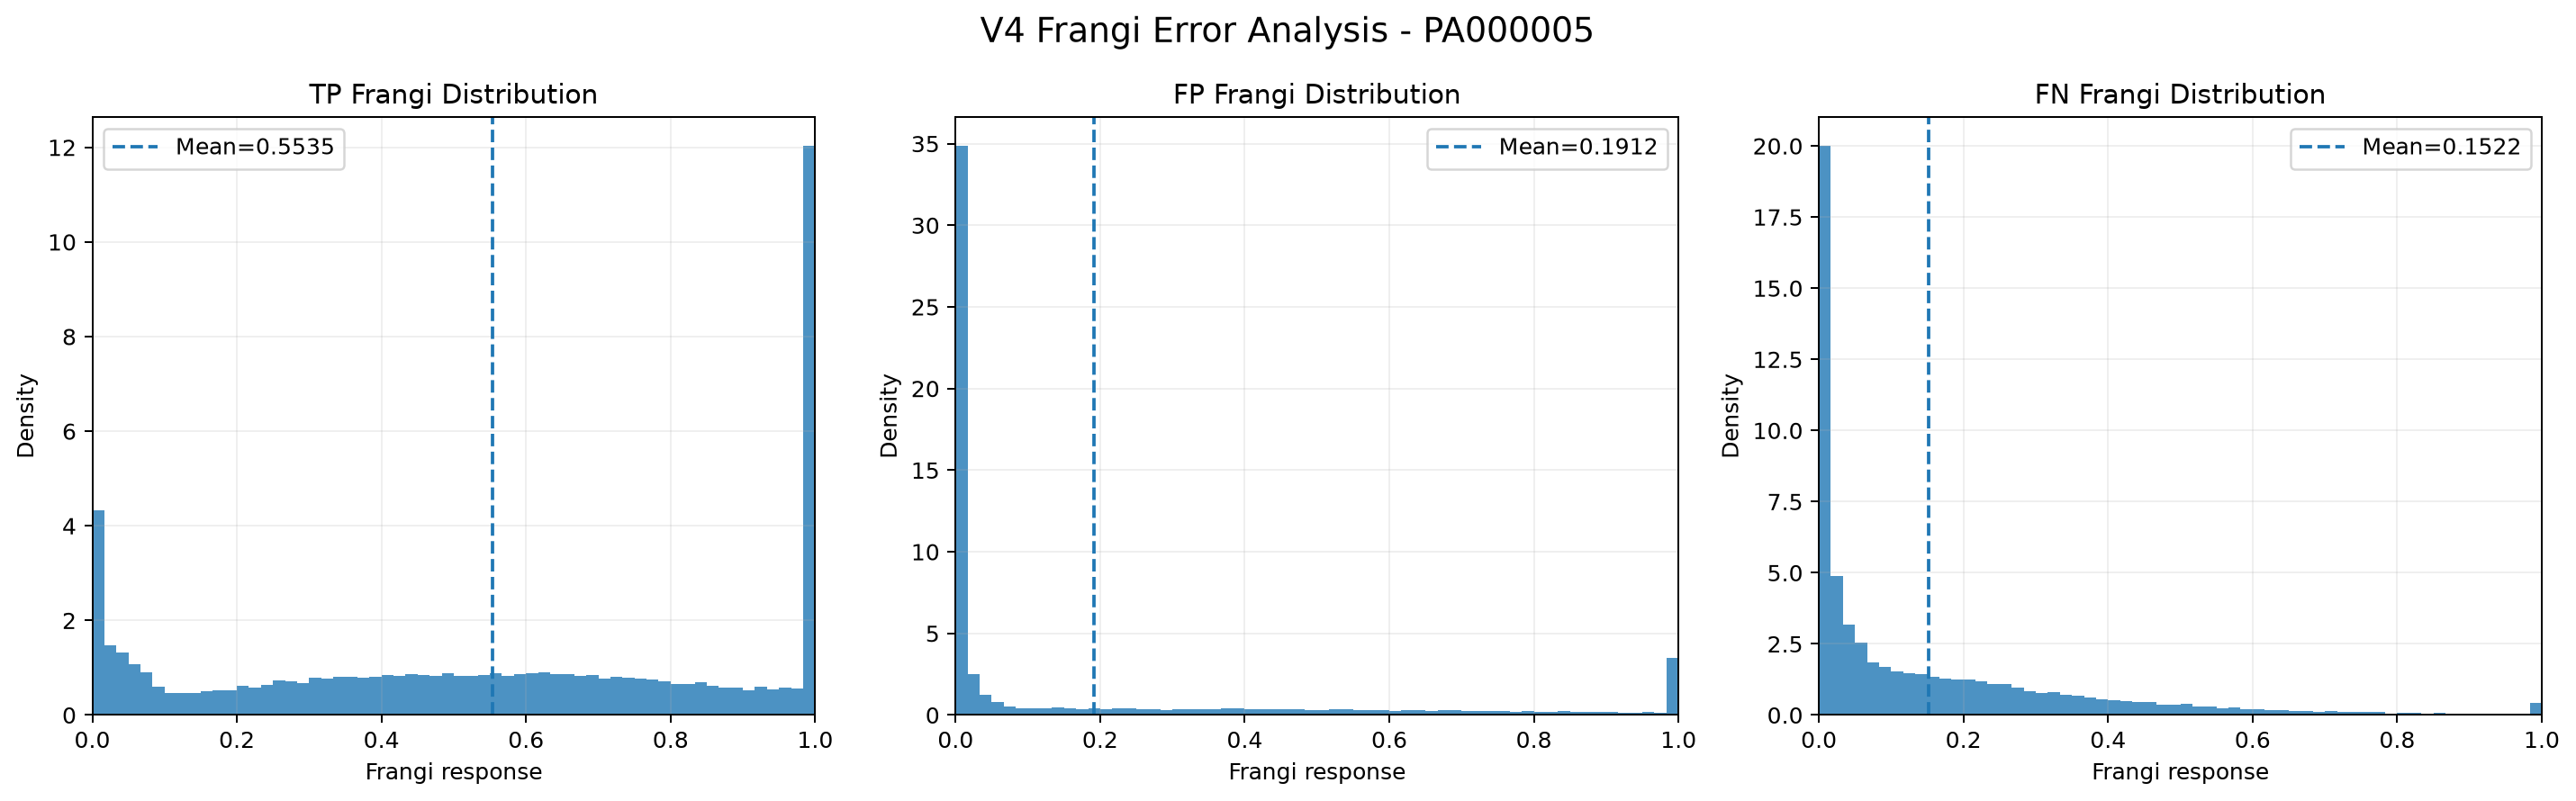 V4 Frangi Error Analysis - PA000005
TP Frangi Distribution
Mean=0.5535
Density
12
10
8
6
4
2
0
0.0 0.2 0.4 0.6 0.8 1.0
Frangi response
FP Frangi Distribution
Mean=0.1912
Density
35
30
25
20
15
10
5
0
0.0 0.2 0.4 0.6 0.8 1.0
Frangi response
FN Frangi Distribution
Mean=0.1522
Density
20.0
17.5
15.0
12.5
10.0
7.5
5.0
2.5
0.0
0.0 0.2 0.4 0.6 0.8 1.0
Frangi response